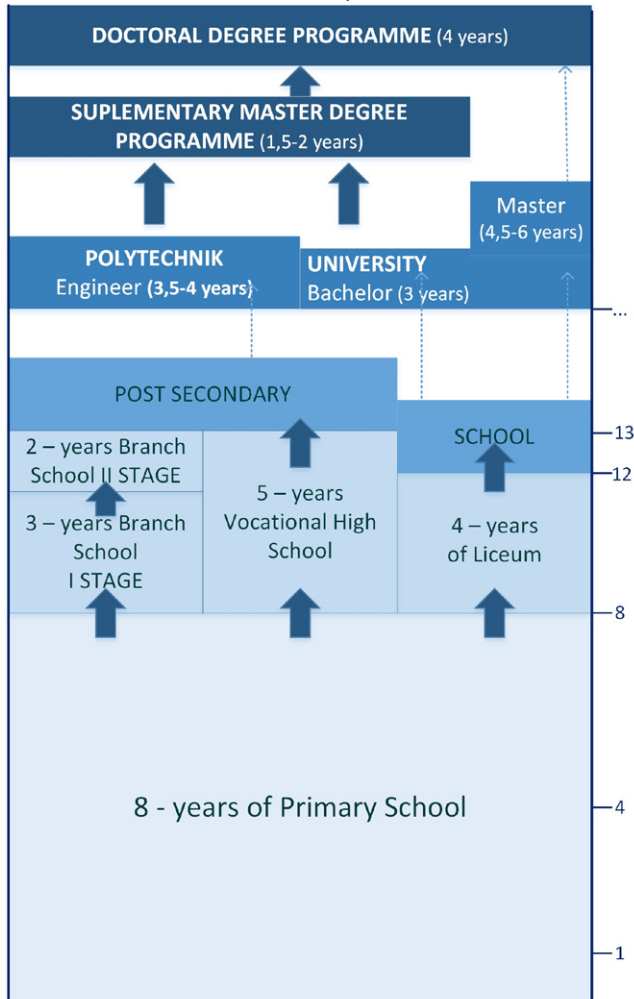 DOCTORAL DEGREE PROGRAMME (4 years)
SUPLEMENTARY MASTER DEGREE
PROGRAMME (1,5-2 years)
Master
(4,5-6 years)
POLYTECHNIK
Engineer (3,5-4 years)
UNIVERSITY
Bachelor (3 years)
...
POST SECONDARY
SCHOOL
13
12
2 – years Branch
School II STAGE
3 – years Branch
School
I STAGE
5 – years
Vocational High
School
4 – years
of Liceum
8
8 - years of Primary School
4
1